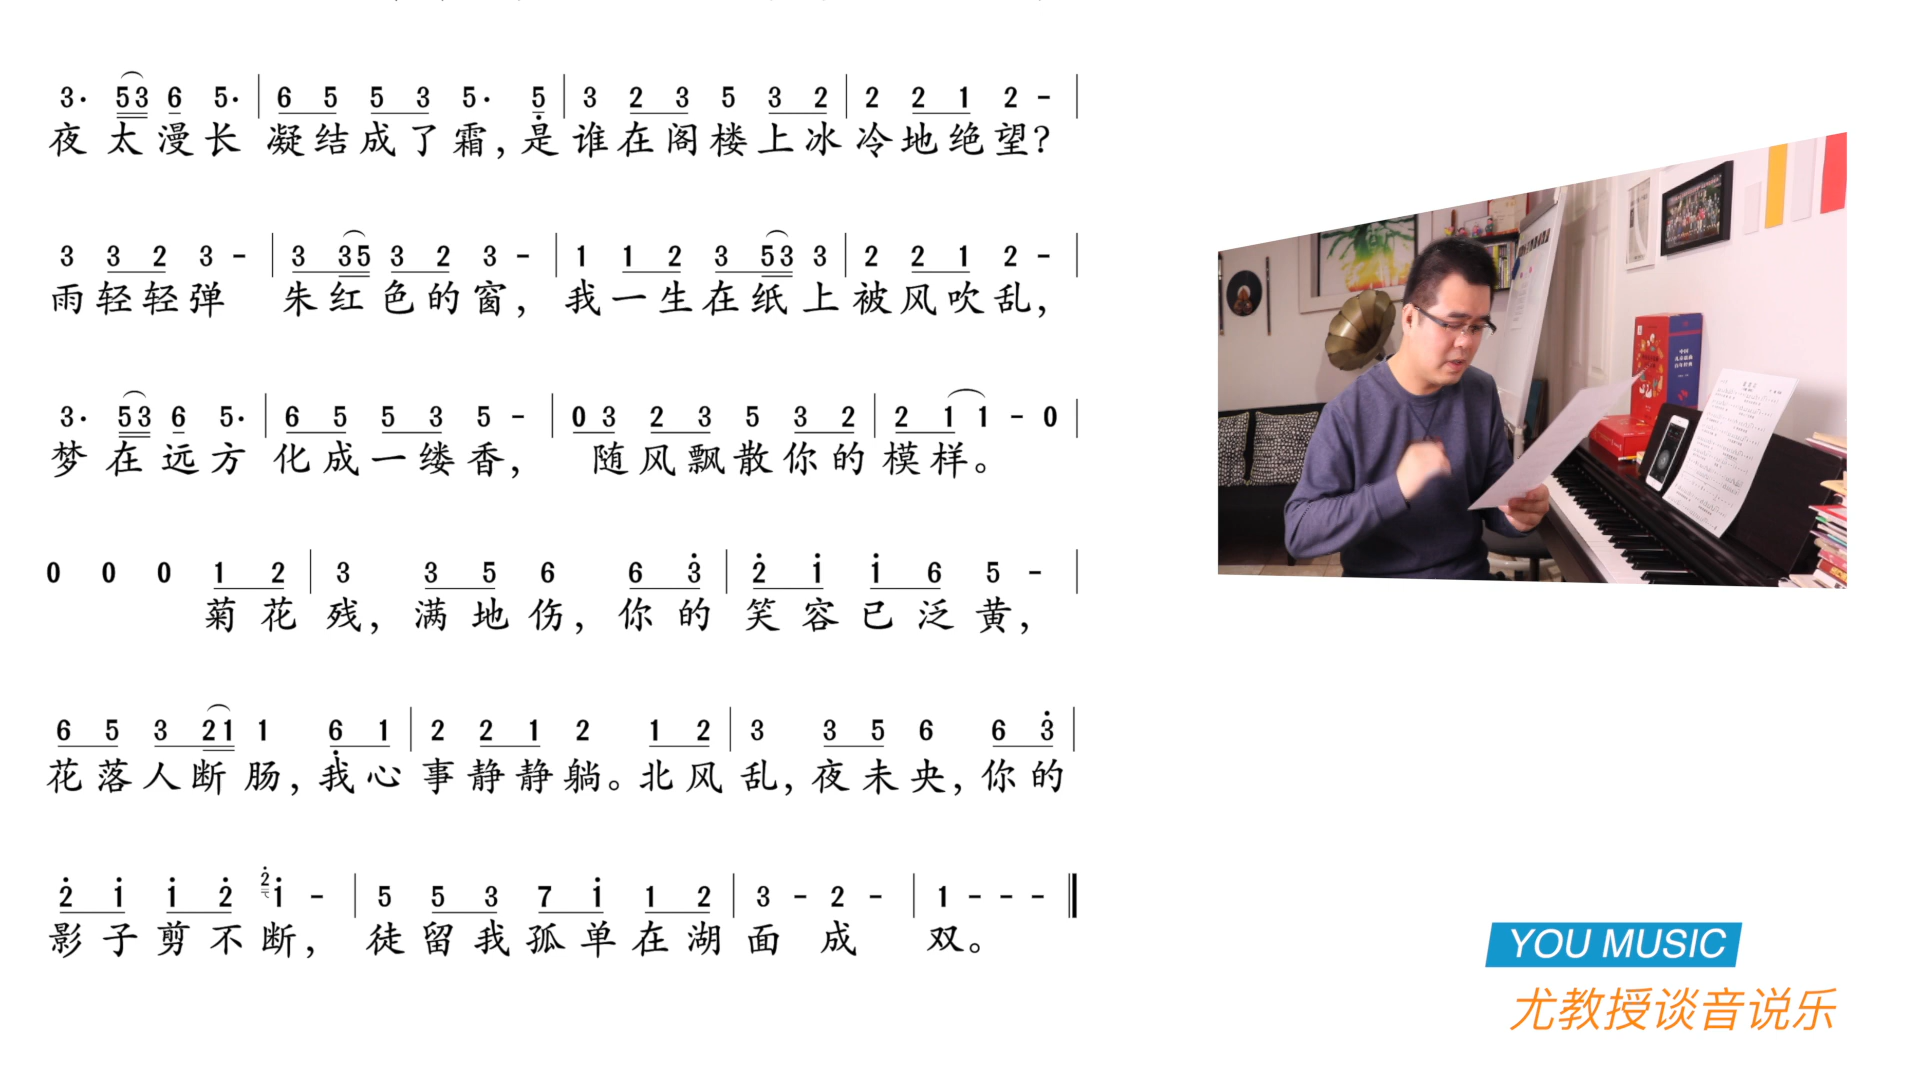 3· 53 6 5· | 6 5 5 3 5· 5̣ | 3 2 3 5 3 2 | 2 2 1 2 - |
夜太漫长 凝结成了霜,是谁在阁楼上冰冷地绝望?
3 3 2 3 - | 3 35 3 2 3 - | 1 1 2 3 53 3 | 2 2 1 2 - |
雨轻轻弹 朱红色的窗,我一生在纸上被风吹乱,
3· 53 6 5· | 6 5 5 3 5 - | 0 3 2 3 5 3 2 | 2 1 1 - 0 |
梦在远方 化成一缕香, 随风飘散你的模样。
0 0 0 1 2 | 3 3 5 6 6 3̇ | 2̇ 1̇ 1̇ 6 5 - |
菊花残,满地伤,你的笑容已泛黄,
6 5 3 21 1 6̣ 1 | 2 2 1 2 1 2 | 3 3 5 6 6 3̇ |
花落人断肠,我心事静静躺。北风乱,夜未央,你的
2̇ 1̇ 1̇ 2̇ 2̇ 1̇ - | 5 5 3 7 1̇ 1 2 | 3 - 2 - | 1 - - - ‖
影子剪不断, 徒留我孤单在湖面成 双。
YOU MUSIC
尤教授谈音说乐